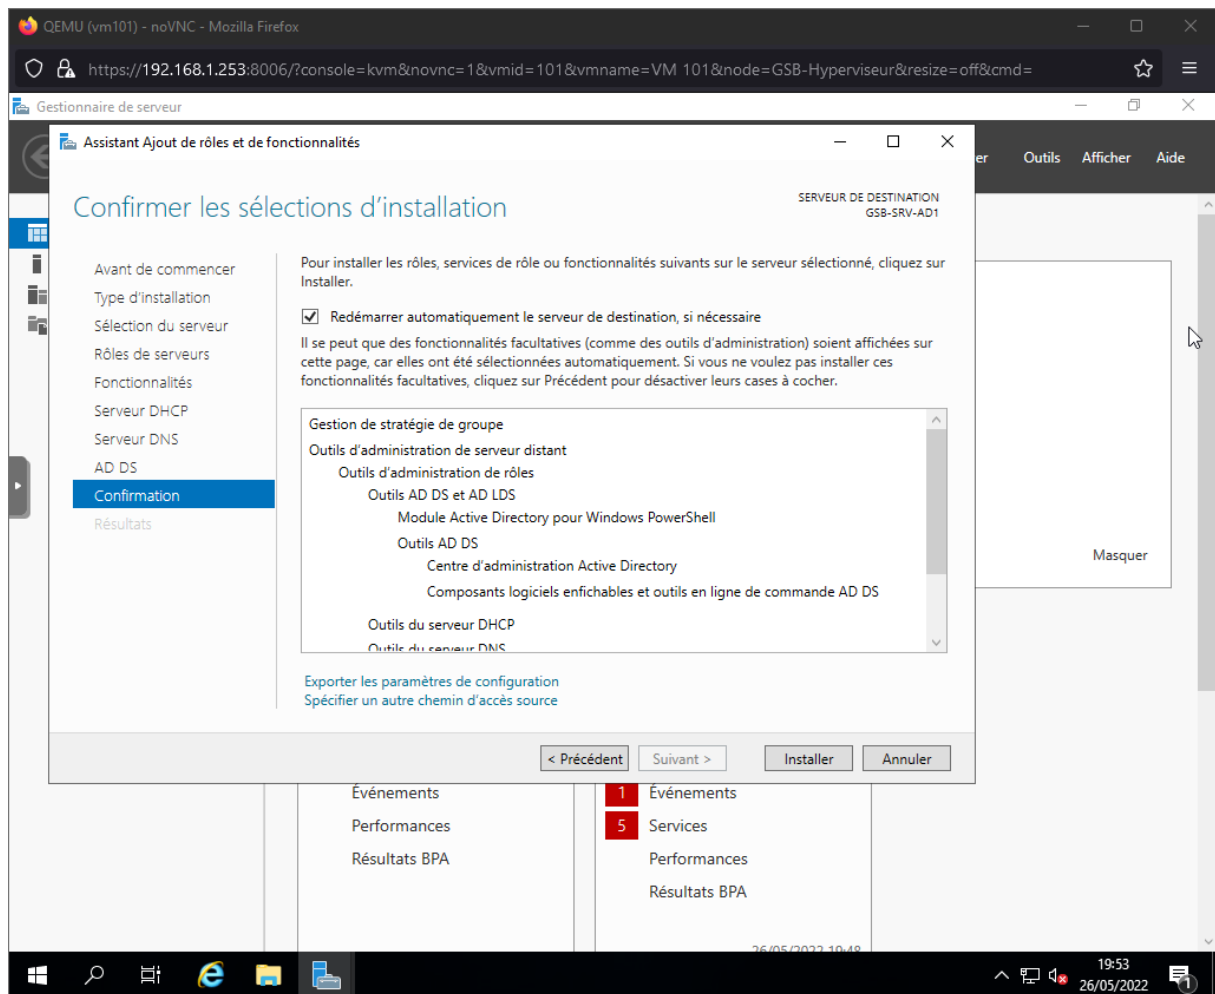 QEMU (vm101) - noVNC - Mozilla Firefox
https://192.168.1.253:8006/?console=kvm&novnc=1&vmid=101&vmname=VM 101&node=GSB-Hyperviseur&resize=off&cmd=
Gestionnaire de serveur
Assistant Ajout de rôles et de fonctionnalités
er Outils Afficher Aide
Confirmer les sélections d'installation
SERVEUR DE DESTINATION
GSB-SRV-AD1
Avant de commencer
Type d'installation
Sélection du serveur
Rôles de serveurs
Fonctionnalités
Serveur DHCP
Serveur DNS
AD DS
Confirmation
Résultats
Pour installer les rôles, services de rôle ou fonctionnalités suivants sur le serveur sélectionné, cliquez sur
Installer.
Redémarrer automatiquement le serveur de destination, si nécessaire
Il se peut que des fonctionnalités facultatives (comme des outils d'administration) soient affichées sur
cette page, car elles ont été sélectionnées automatiquement. Si vous ne voulez pas installer ces
fonctionnalités facultatives, cliquez sur Précédent pour désactiver leurs cases à cocher.
Gestion de stratégie de groupe
Outils d'administration de serveur distant
Outils d'administration de rôles
Outils AD DS et AD LDS
Module Active Directory pour Windows PowerShell
Outils AD DS
Centre d'administration Active Directory
Composants logiciels enfichables et outils en ligne de commande AD DS
Outils du serveur DHCP
Outils du serveur DNS
Exporter les paramètres de configuration
Spécifier un autre chemin d'accès source
< Précédent Suivant > Installer Annuler
Masquer
Événements
Performances
Résultats BPA
1 Événements
5 Services
Performances
Résultats BPA
26/05/2022 19:48
19:53
26/05/2022
1